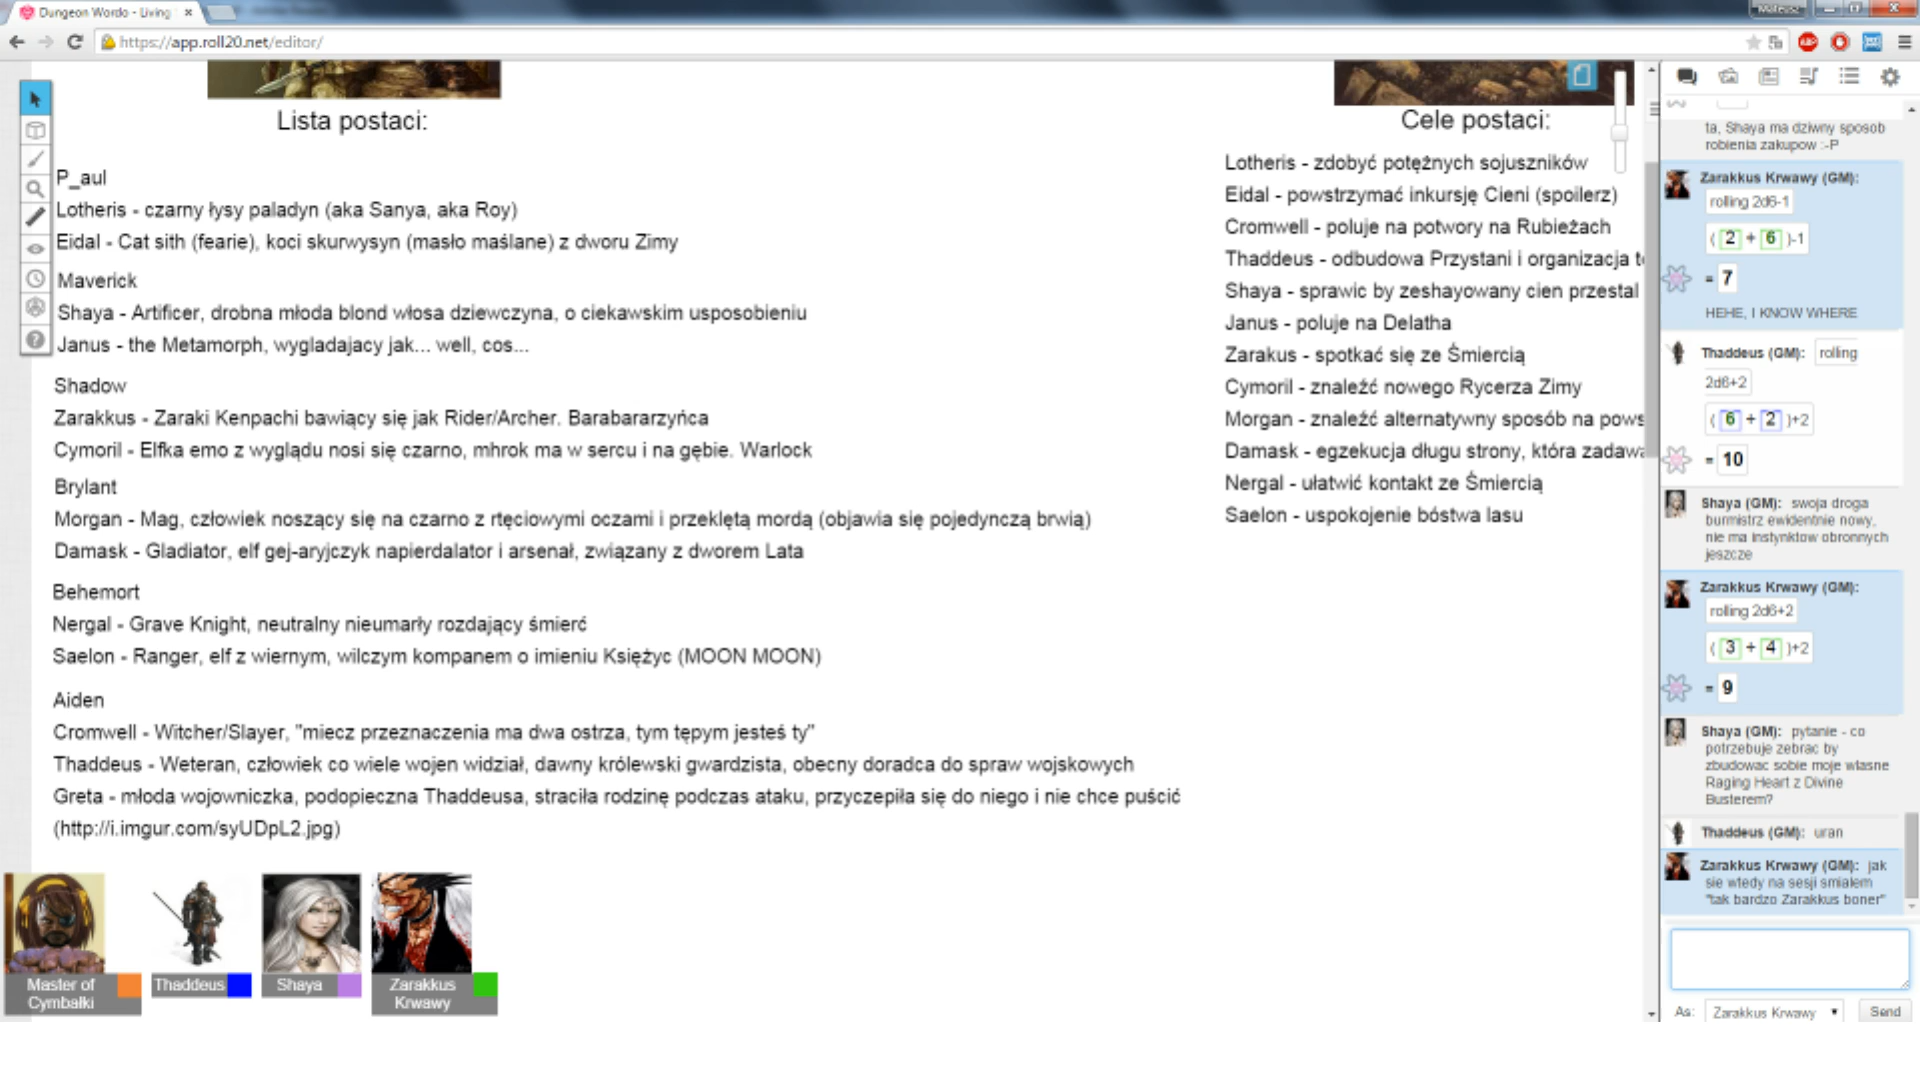 Dungeon Wordo - Living
Mateusz
https://app.roll20.net/editor/
Lista postaci:
P_aul
Lotheris - czarny łysy paladyn (aka Sanya, aka Roy)
Eidal - Cat sith (fearie), koci skurwysyn (masło maślane) z dworu Zimy
Maverick
Shaya - Artificer, drobna młoda blond włosa dziewczyna, o ciekawskim usposobieniu
Janus - the Metamorph, wygladajacy jak... well, cos...
Shadow
Zarakkus - Zaraki Kenpachi bawiący się jak Rider/Archer. Barabararzyńca
Cymoril - Elfka emo z wyglądu nosi się czarno, mhrok ma w sercu i na gębie. Warlock
Brylant
Morgan - Mag, człowiek noszący się na czarno z rtęciowymi oczami i przeklętą mordą (objawia się pojedynczą brwią)
Damask - Gladiator, elf gej-aryjczyk napierdalator i arsenał, związany z dworem Lata
Behemort
Nergal - Grave Knight, neutralny nieumarły rozdający śmierć
Saelon - Ranger, elf z wiernym, wilczym kompanem o imieniu Księżyc (MOON MOON)
Aiden
Cromwell - Witcher/Slayer, "miecz przeznaczenia ma dwa ostrza, tym tępym jesteś ty"
Thaddeus - Weteran, człowiek co wiele wojen widział, dawny królewski gwardzista, obecny doradca do spraw wojskowych
Greta - młoda wojowniczka, podopieczna Thaddeusa, straciła rodzinę podczas ataku, przyczepiła się do niego i nie chce puścić
(http://i.imgur.com/syUDpL2.jpg)
Cele postaci:
Lotheris - zdobyć potężnych sojuszników
Eidal - powstrzymać inkursję Cieni (spoilerz)
Cromwell - poluje na potwory na Rubieżach
Thaddeus - odbudowa Przystani i organizacja t
Shaya - sprawic by zeshayowany cien przestal
Janus - poluje na Delatha
Zarakus - spotkać się ze Śmiercią
Cymoril - znaleźć nowego Rycerza Zimy
Morgan - znaleźć alternatywny sposób na pows
Damask - egzekucja długu strony, która zadawa
Nergal - ułatwić kontakt ze Śmiercią
Saelon - uspokojenie bóstwa lasu
Master of
Cymbałki
Thaddeus
Shaya
Zarakkus
Krwawy
ta, Shaya ma dziwny sposob
robienia zakupow :-P
Zarakkus Krwawy (GM):
rolling 2d6-1
(2+6)-1
= 7
HEHE, I KNOW WHERE
Thaddeus (GM): rolling
2d6+2
(6+2)+2
= 10
Shaya (GM): swoja droga
burmistrz ewidentnie nowy,
nie ma instynktow obronnych
jeszcze
Zarakkus Krwawy (GM):
rolling 2d6+2
(3+4)+2
= 9
Shaya (GM): pytanie - co
potrzebuje zebrac by
zbudowac sobie moje wlasne
Raging Heart z Divine
Busterem?
Thaddeus (GM): uran
Zarakkus Krwawy (GM): jak
sie wtedy na sesji smialem
"tak bardzo Zarakkus boner"
As: Zarakkus Krwawy
Send